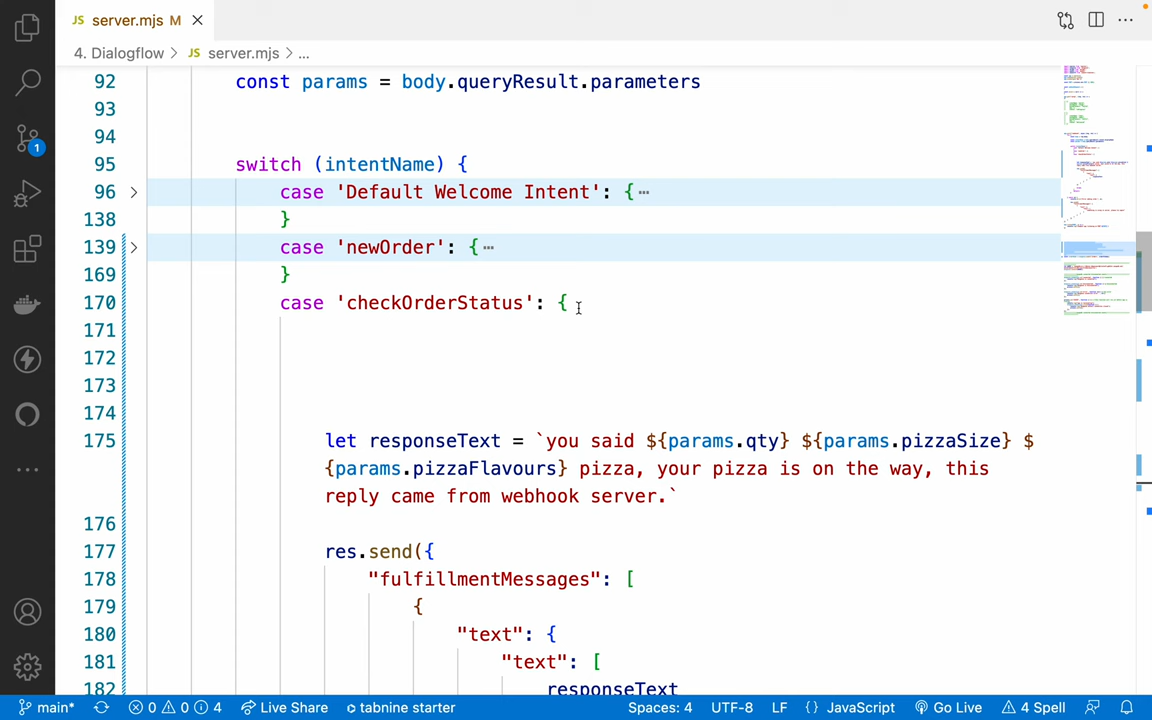 JS server.mjs M
4. Dialogflow > JS server.mjs > ...
92 const params = body.queryResult.parameters
93
94
95 switch (intentName) {
96 case 'Default Welcome Intent': {
138 }
139 case 'newOrder': {
169 }
170 case 'checkOrderStatus': {
171
172
173
174
175 let responseText = `you said ${params.qty} ${params.pizzaSize} $
{params.pizzaFlavours} pizza, your pizza is on the way, this
reply came from webhook server.`
176
177 res.send({
178 "fulfillmentMessages": [
179 {
180 "text": {
181 "text": [
182 responseText
1
main* 0 0 4 Live Share tabnine starter Spaces: 4 UTF-8 LF {} JavaScript Go Live 4 Spell